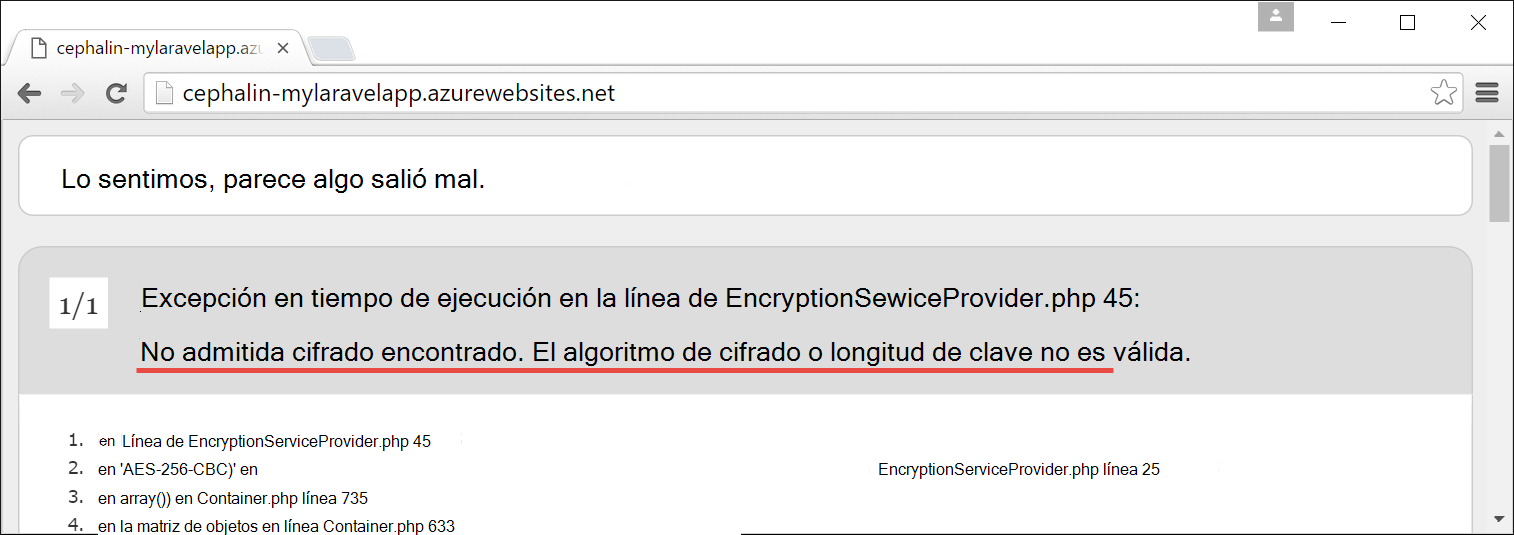 cephalin-mylaravelapp.azu
cephalin-mylaravelapp.azurewebsites.net
Lo sentimos, parece algo salió mal.
1/1
Excepción en tiempo de ejecución en la línea de EncryptionSewiceProvider.php 45:
No admitida cifrado encontrado. El algoritmo de cifrado o longitud de clave no es válida.
1. en Línea de EncryptionServiceProvider.php 45
2. en 'AES-256-CBC)' en EncryptionServiceProvider.php línea 25
3. en array()) en Container.php línea 735
4. en la matriz de objetos en línea Container.php 633